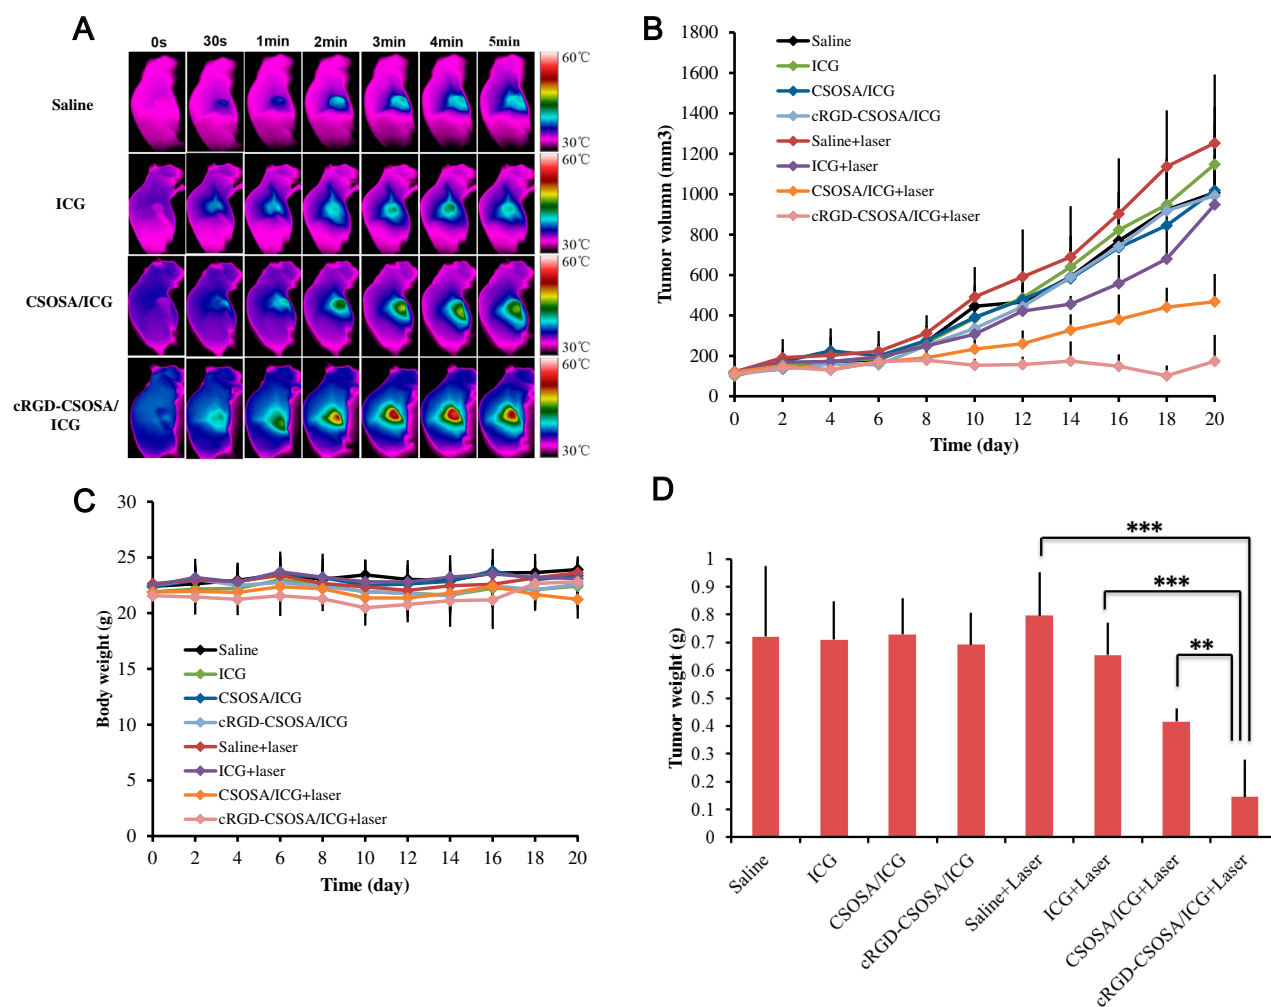 A
0s 30s 1min 2min 3min 4min 5min
Saline
60℃
30℃
ICG
60℃
30℃
CSOSA/ICG
60℃
30℃
cRGD-CSOSA/
ICG
60℃
30℃
B
Tumor volumn (mm3)
1800
1600
1400
1200
1000
800
600
400
200
0
Saline
ICG
CSOSA/ICG
cRGD-CSOSA/ICG
Saline+laser
ICG+laser
CSOSA/ICG+laser
cRGD-CSOSA/ICG+laser
0 2 4 6 8 10 12 14 16 18 20
Time (day)
C
Body weight (g)
30
25
20
15
10
5
0
Saline
ICG
CSOSA/ICG
cRGD-CSOSA/ICG
Saline+laser
ICG+laser
CSOSA/ICG+laser
cRGD-CSOSA/ICG+laser
0 2 4 6 8 10 12 14 16 18 20
Time (day)
D
Tumor weight (g)
1
0.9
0.8
0.7
0.6
0.5
0.4
0.3
0.2
0.1
0
***
***
**
Saline
ICG
CSOSA/ICG
cRGD-CSOSA/ICG
Saline+Laser
ICG+Laser
CSOSA/ICG+Laser
cRGD-CSOSA/ICG+Laser